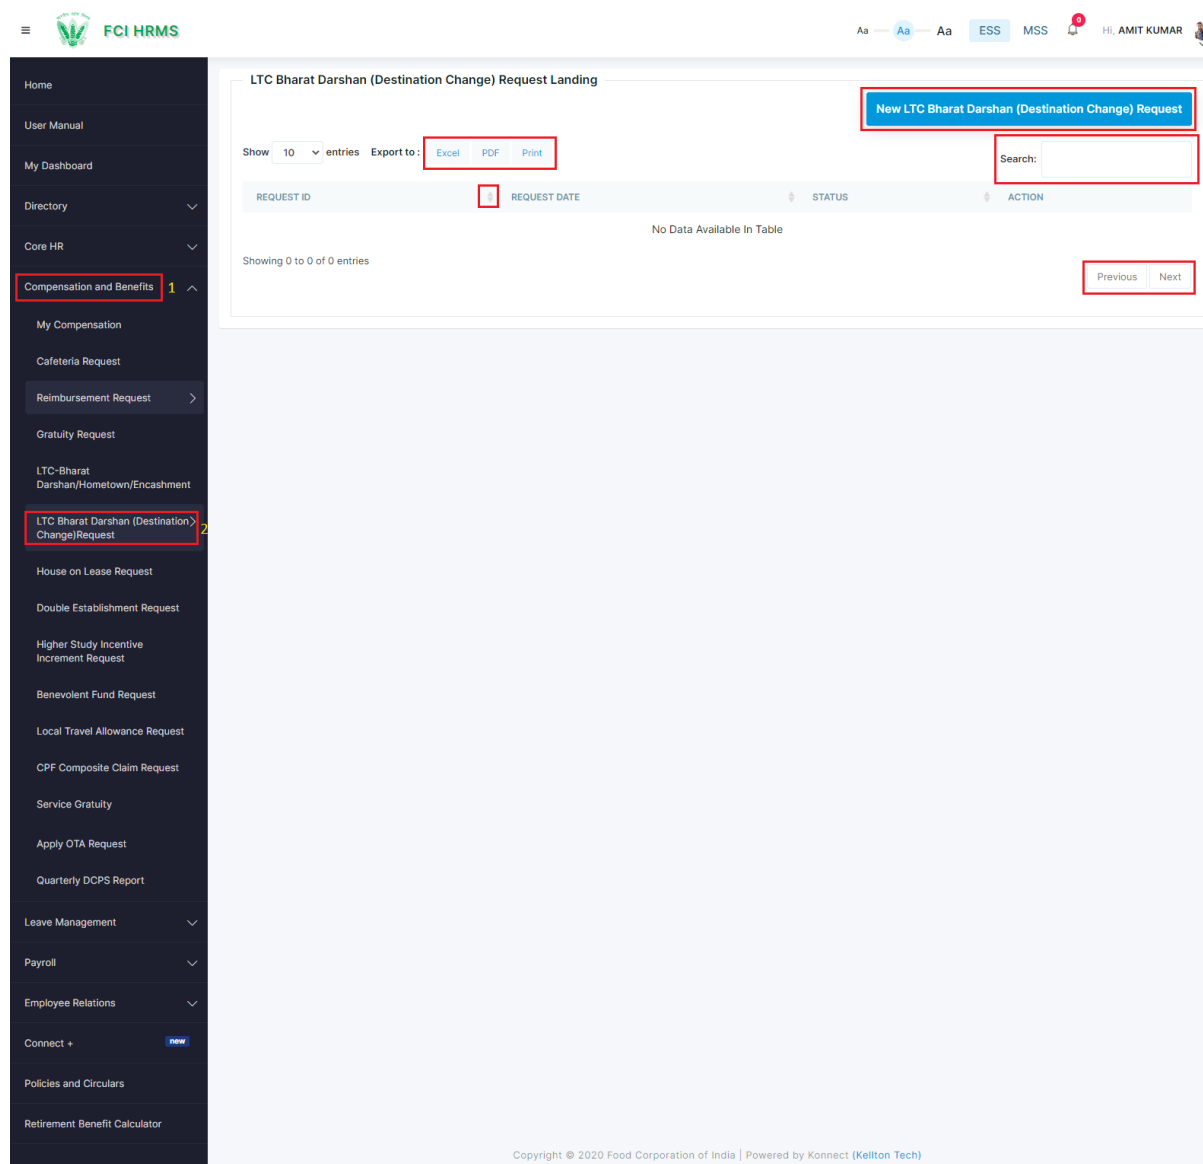 FCI HRMS
Aa Aa Aa ESS MSS 0 Hi, AMIT KUMAR
Home
User Manual
My Dashboard
Directory
Core HR
Compensation and Benefits 1
My Compensation
Cafeteria Request
Reimbursement Request
Gratuity Request
LTC-Bharat
Darshan/Hometown/Encashment
LTC Bharat Darshan (Destination
Change)Request 2
House on Lease Request
Double Establishment Request
Higher Study Incentive
Increment Request
Benevolent Fund Request
Local Travel Allowance Request
CPF Composite Claim Request
Service Gratuity
Apply OTA Request
Quarterly DCPS Report
Leave Management
Payroll
Employee Relations
Connect + new
Policies and Circulars
Retirement Benefit Calculator
LTC Bharat Darshan (Destination Change) Request Landing
New LTC Bharat Darshan (Destination Change) Request
Show 10 entries Export to : Excel PDF Print
Search:
REQUEST ID REQUEST DATE STATUS ACTION
No Data Available In Table
Showing 0 to 0 of 0 entries
Previous Next
Copyright © 2020 Food Corporation of India | Powered by Konnect (Kellton Tech)